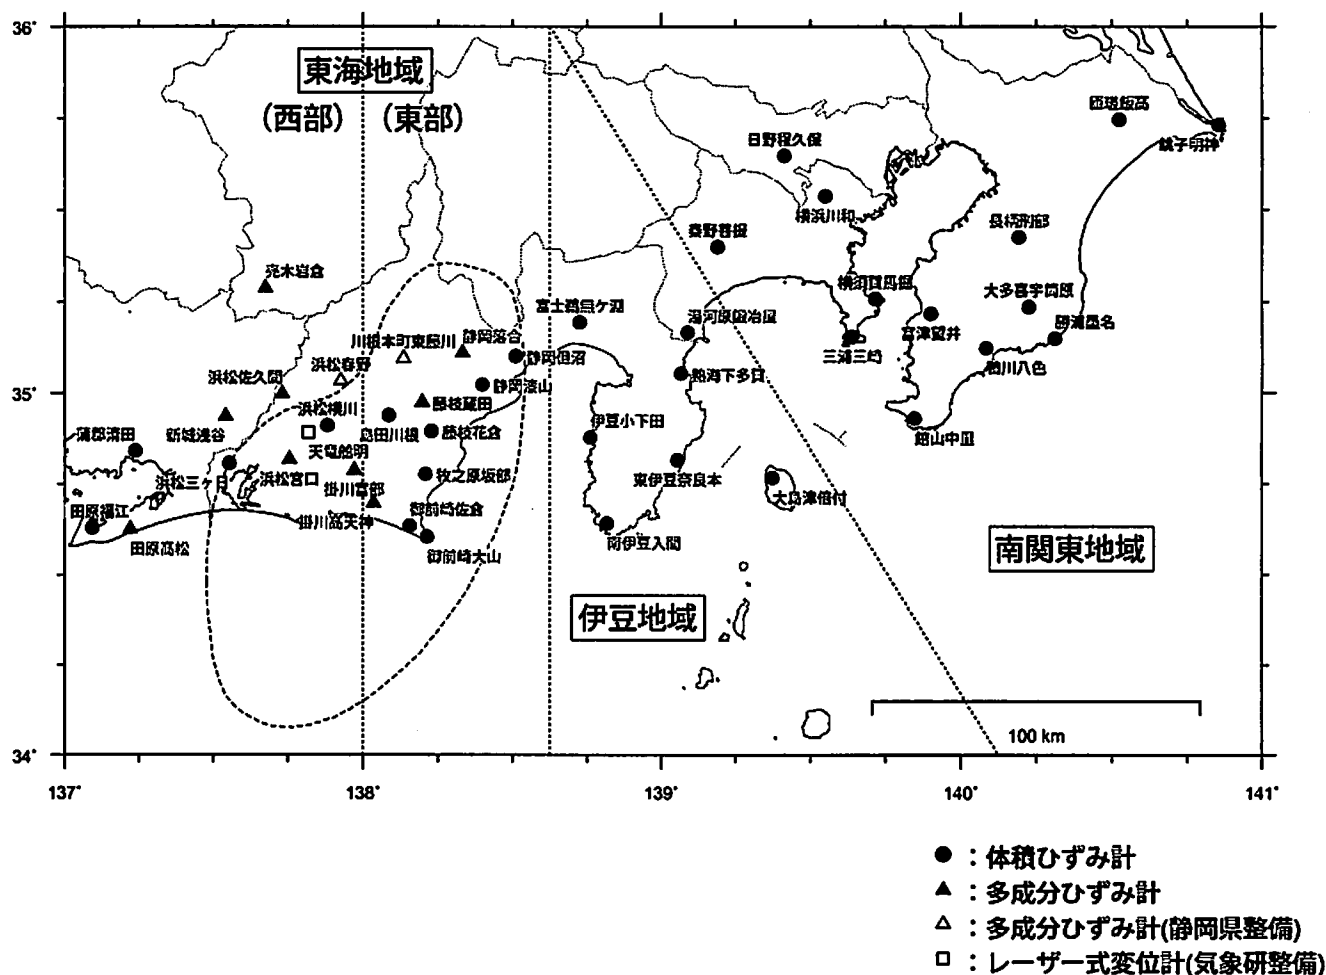 36°
東海地域
（西部）
（東部）
匝瑳飯高
銚子明神
日野程久保
横浜川和
長柄刑部
秦野菩提
売木岩倉
横須賀馬堀
大多喜宇筒原
富士鵜無ケ淵
湯河原鍛冶屋
富津望井
勝浦墨名
三浦三崎
川根本町東藤川
静岡落合
静岡但沼
鴨川八色
浜松春野
35°
浜松佐久間
静岡漆山
熱海下多賀
浜松横川
藤枝蔵田
伊豆小下田
館山中里
蒲郡清田
新城浅谷
島田川根
藤枝花倉
天竜船明
浜松三ヶ日
浜松宮口
牧之原坂部
東伊豆奈良本
掛川富部
大島津倍付
田原福江
掛川高天神
御前崎佐倉
田原高松
御前崎大山
南伊豆入間
南関東地域
伊豆地域
34°
100 km
137°
138°
139°
140°
141°
● ：体積ひずみ計
▲ ：多成分ひずみ計
△ ：多成分ひずみ計(静岡県整備)
□ ：レーザー式変位計(気象研整備)